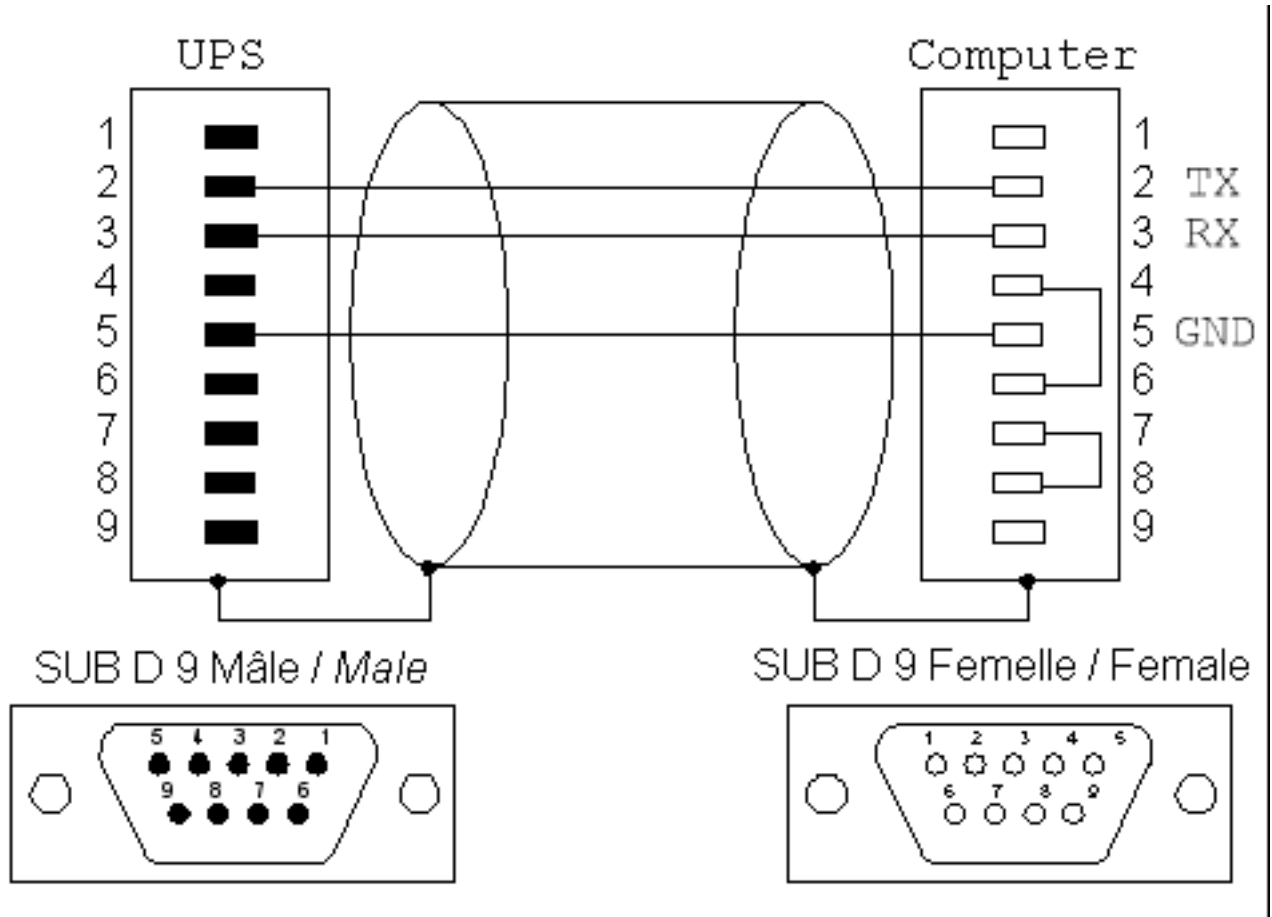 UPS Computer
1 1
2 2 TX
3 3 RX
4 4
5 5 GND
6 6
7 7
8 8
9 9
SUB D 9 Mâle / Male SUB D 9 Femelle / Female
5 4 3 2 1 1 2 3 4 5
9 8 7 6 6 7 8 9